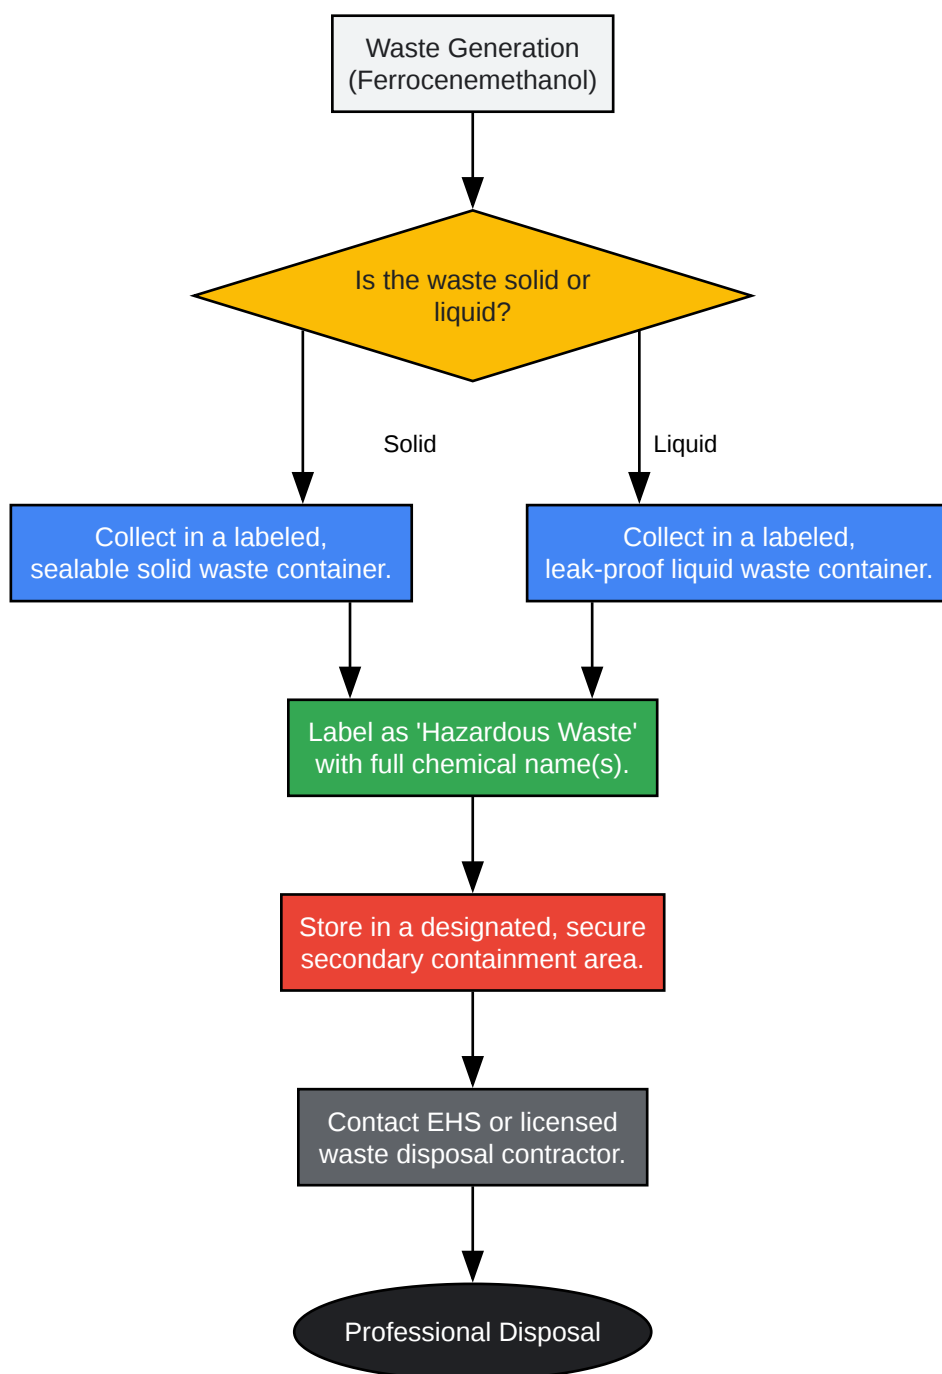 Waste Generation
(Ferrocenemethanol)
Is the waste solid or
liquid?
Solid
Liquid
Collect in a labeled,
sealable solid waste container.
Collect in a labeled,
leak-proof liquid waste container.
Label as 'Hazardous Waste'
with full chemical name(s).
Store in a designated, secure
secondary containment area.
Contact EHS or licensed
waste disposal contractor.
Professional Disposal